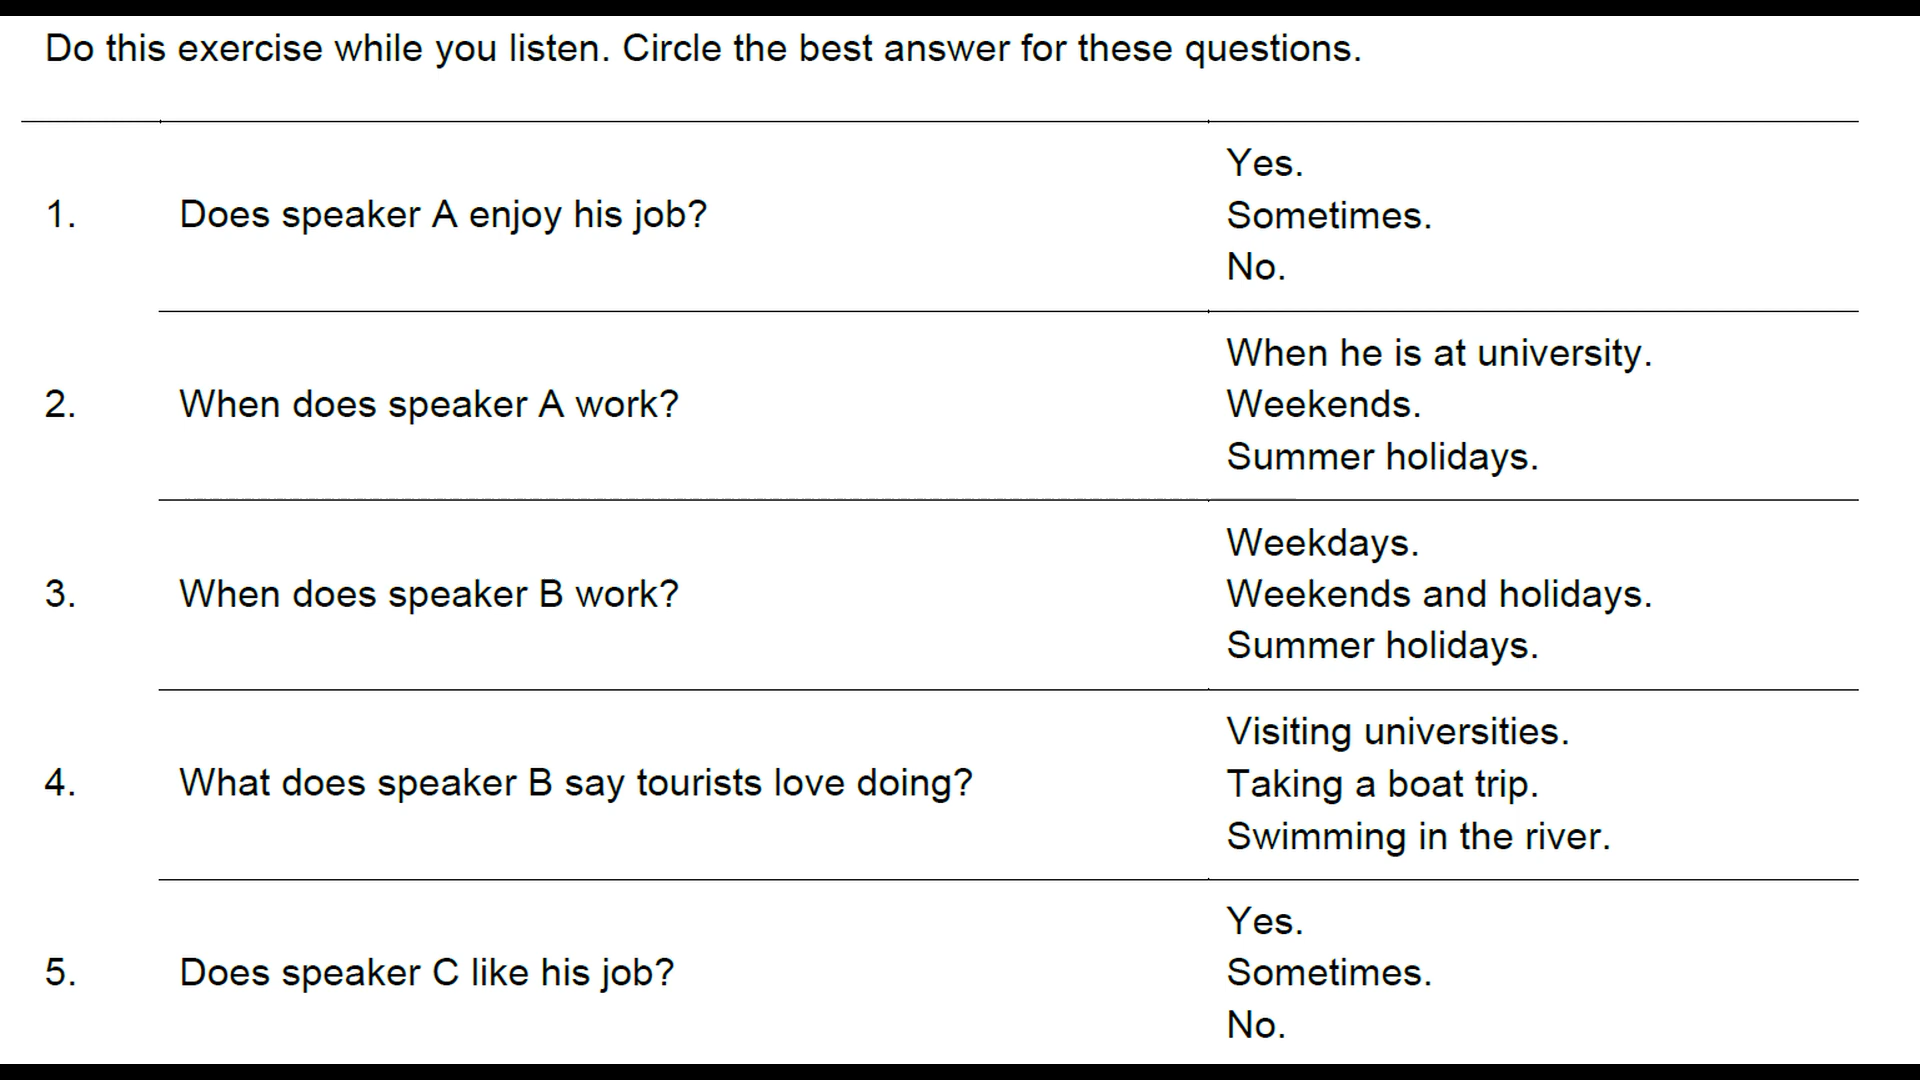 Do this exercise while you listen. Circle the best answer for these questions.
1. Does speaker A enjoy his job?
Yes.
Sometimes.
No.
2. When does speaker A work?
When he is at university.
Weekends.
Summer holidays.
3. When does speaker B work?
Weekdays.
Weekends and holidays.
Summer holidays.
4. What does speaker B say tourists love doing?
Visiting universities.
Taking a boat trip.
Swimming in the river.
5. Does speaker C like his job?
Yes.
Sometimes.
No.